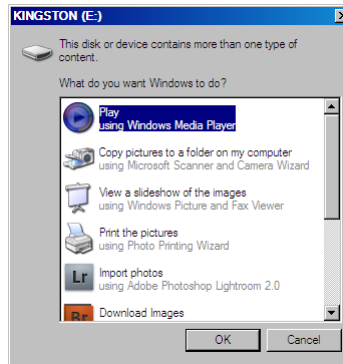 KINGSTON (E:)
This disk or device contains more than one type of
content.
What do you want Windows to do?
Play
using Windows Media Player
Copy pictures to a folder on my computer
using Microsoft Scanner and Camera Wizard
View a slideshow of the images
using Windows Picture and Fax Viewer
Print the pictures
using Photo Printing Wizard
Lr
Import photos
using Adobe Photoshop Lightroom 2.0
Br
Download Images
OK
Cancel